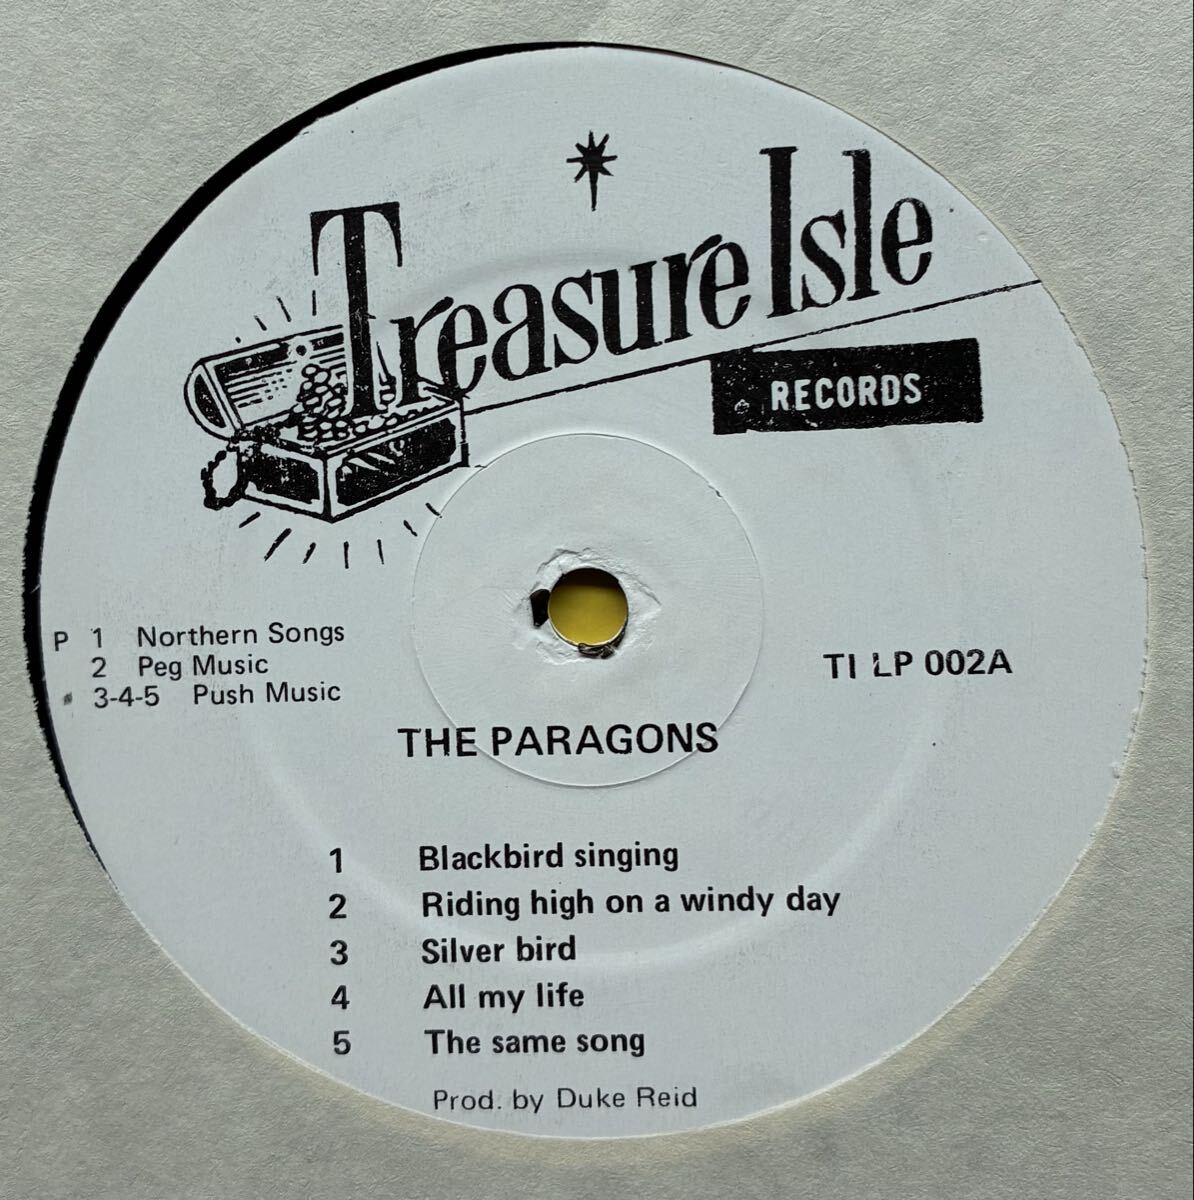 Treasure Isle
RECORDS
P 1 Northern Songs
2 Peg Music
3-4-5 Push Music
TI LP 002A
THE PARAGONS
1 Blackbird singing
2 Riding high on a windy day
3 Silver bird
4 All my life
5 The same song
Prod. by Duke Reid